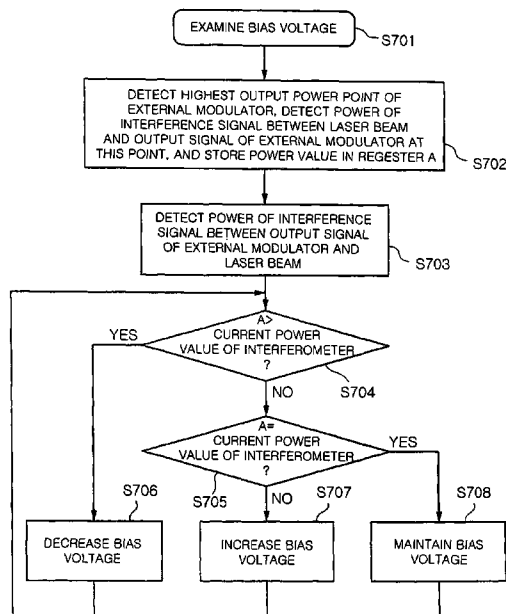 EXAMINE BIAS VOLTAGE
S701
DETECT HIGHEST OUTPUT POWER POINT OF
EXTERNAL MODULATOR, DETECT POWER OF
INTERFERENCE SIGNAL BETWEEN LASER BEAM
AND OUTPUT SIGNAL OF EXTERNAL MODULATOR AT
THIS POINT, AND STORE POWER VALUE IN REGESTER A
S702
DETECT POWER OF INTERFERENCE
SIGNAL BETWEEN OUTPUT SIGNAL
OF EXTERNAL MODULATOR AND
LASER BEAM
S703
A>
CURRENT POWER
VALUE OF INTERFEROMETER
?
YES
S704
NO
A=
CURRENT POWER
VALUE OF INTERFEROMETER
?
YES
S705
NO
S706
S707
S708
DECREASE BIAS
VOLTAGE
INCREASE BIAS
VOLTAGE
MAINTAIN BIAS
VOLTAGE